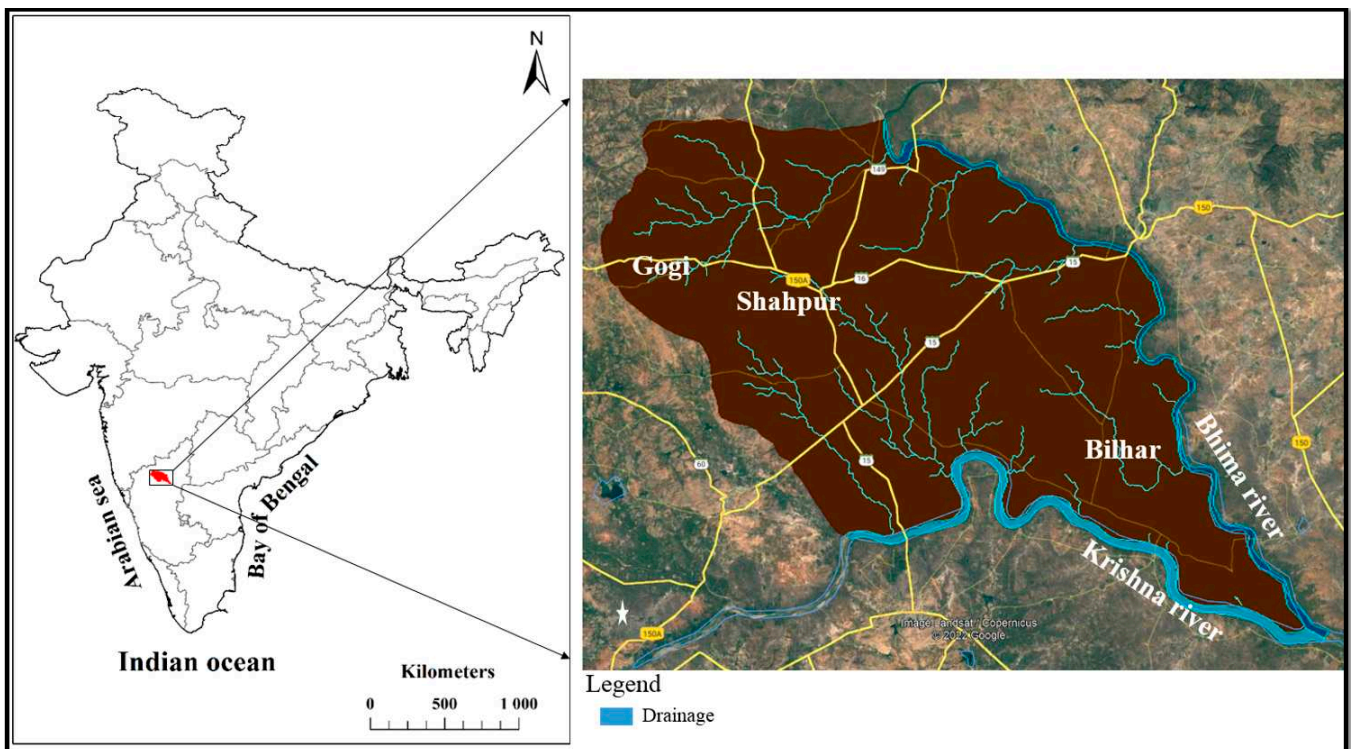 N
Arabian sea
Bay of Bengal
Indian ocean
Kilometers
0 500 1 000
149
150
Gogi
150A
16
15
Shahpur
15
60
15
Bilhar
150
Bhima river
Krishna river
150A
Image Landsat / Copernicus
© 2022 Google
Legend
Drainage